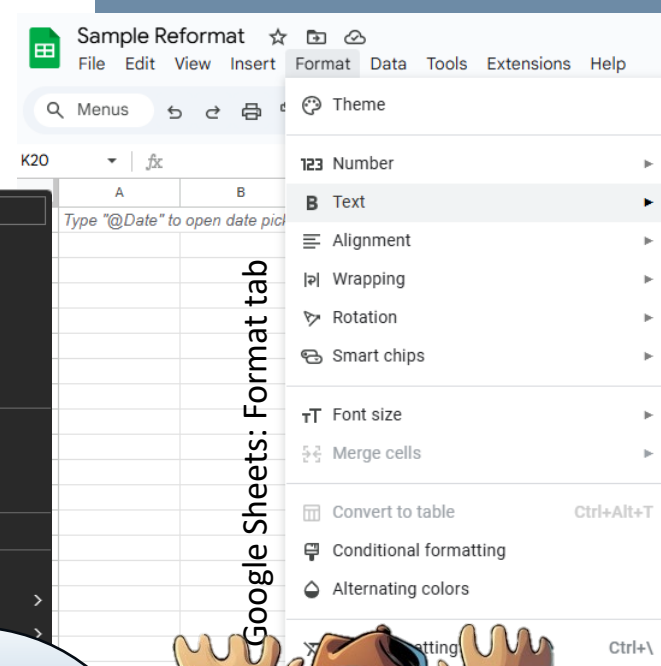 Sample Reformat
File Edit View Insert Format Data Tools Extensions Help
Menus
Theme
K20 fx
123 Number
A B
B Text
Type "@Date" to open date
Alignment
Wrapping
Rotation
Smart chips
Font size
Merge cells
Convert to table Ctrl+Alt+T
Conditional formatting
Alternating colors
Ctrl+\
Google Sheets: Format tab